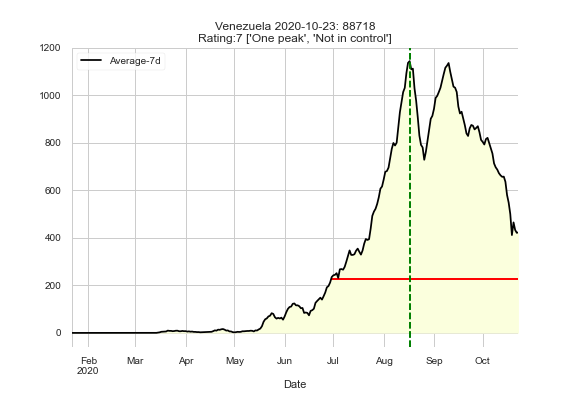 Venezuela 2020-10-23: 88718
Rating:7 ['One peak', 'Not in control']
Average-7d
1200
1000
800
600
400
200
0
Feb Mar Apr May Jun Jul Aug Sep Oct
2020
Date